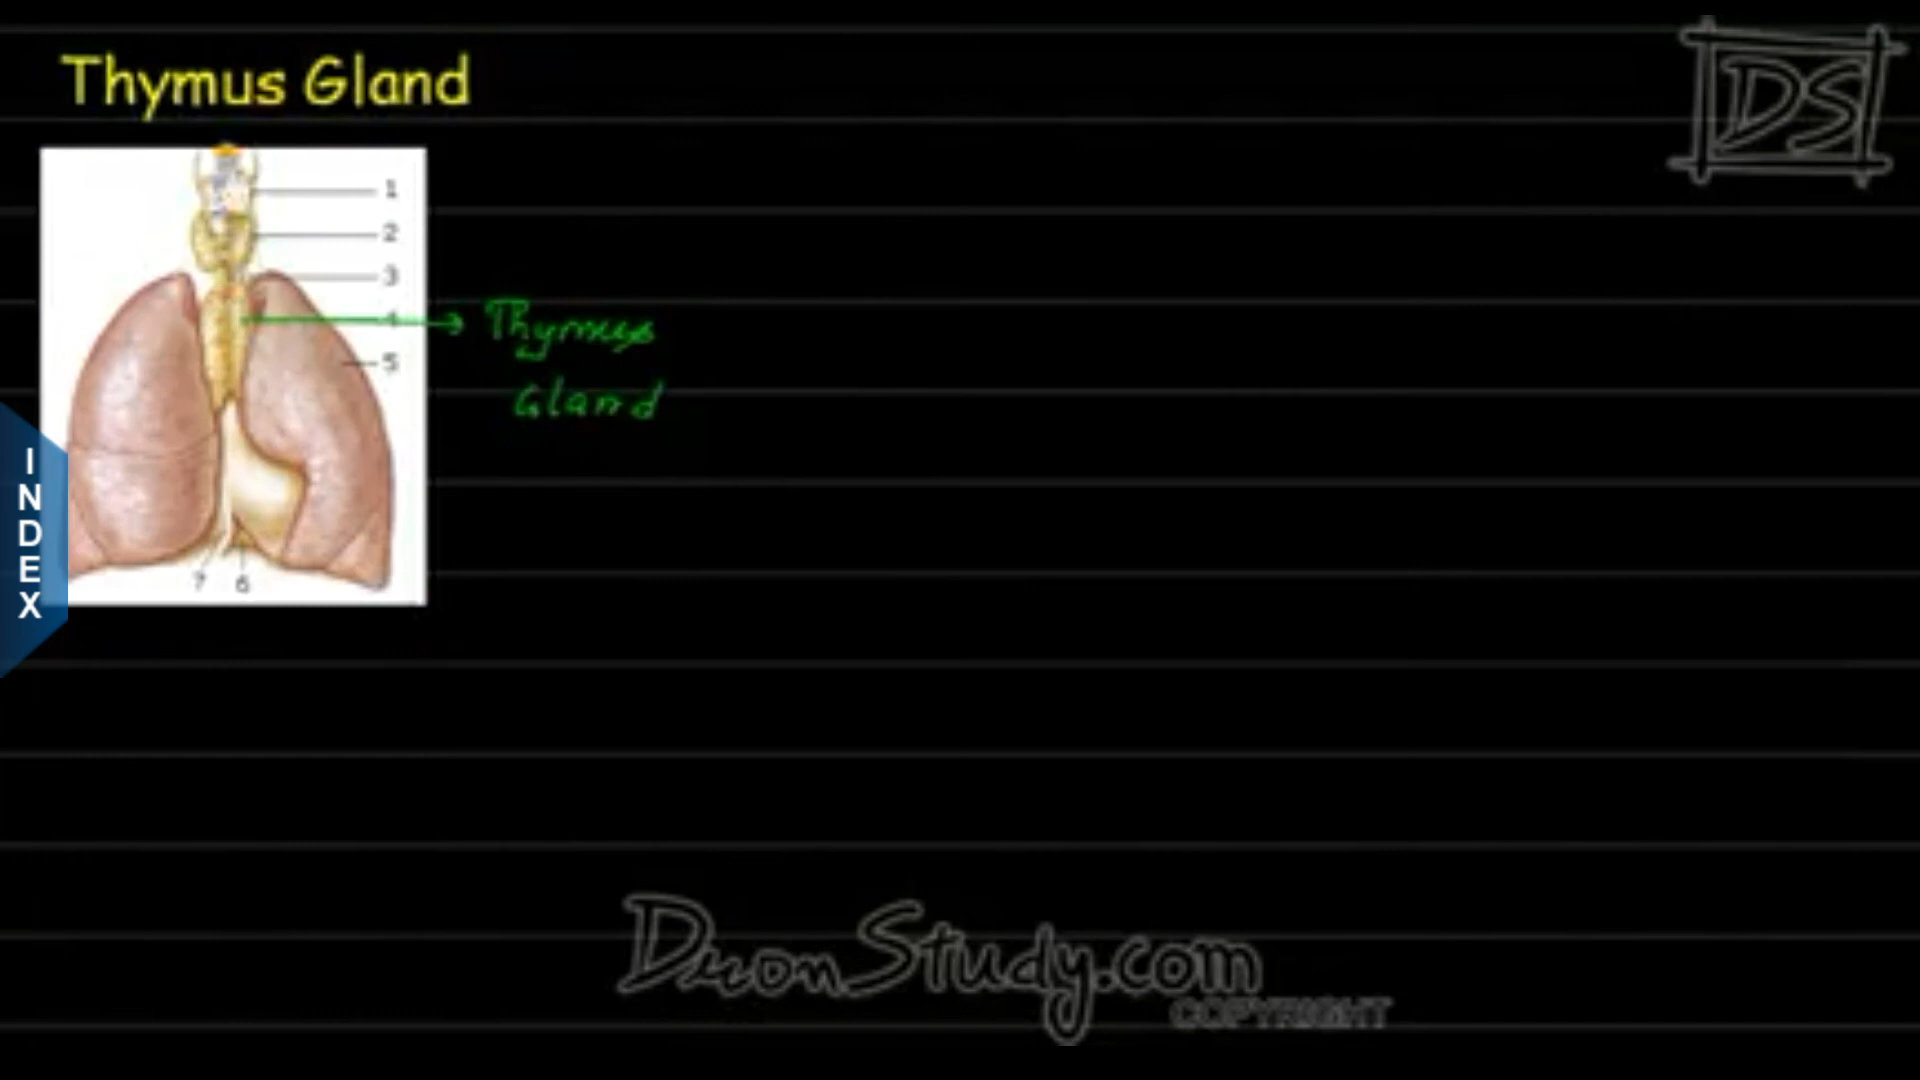 Thymus Gland
DS
1
2
3
4
Thymus
5
Gland
INDEX
7 6
DronStudy.com
COPYRIGHT